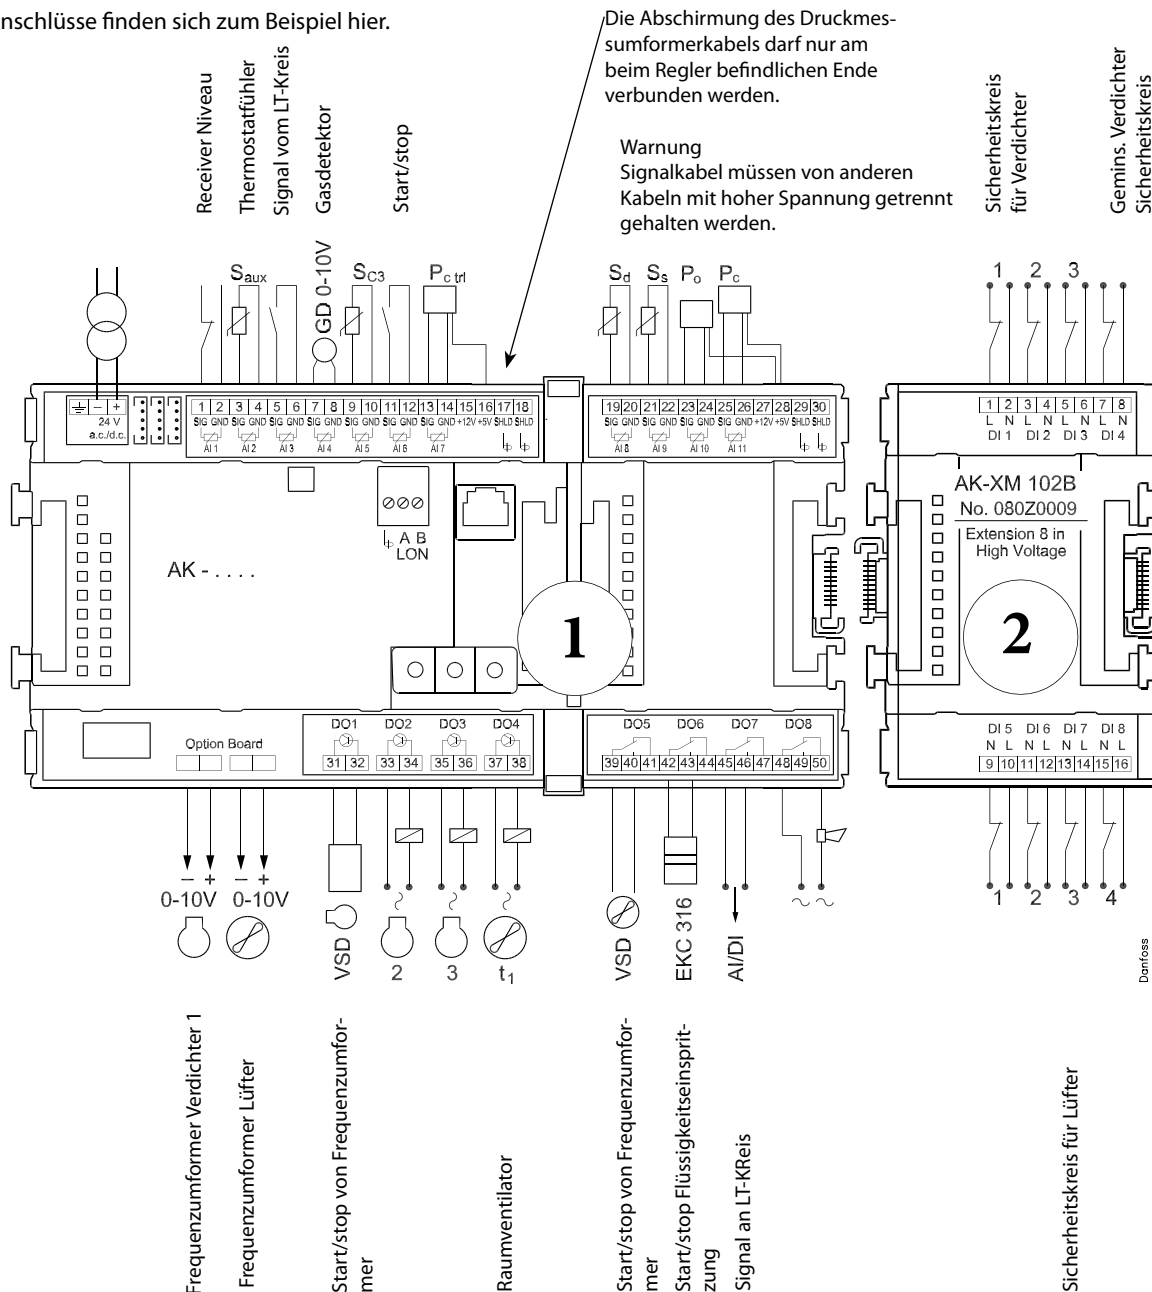 nschlüsse finden sich zum Beispiel hier.
Die Abschirmung des Druckmes-
sumformerkabels darf nur am
beim Regler befindlichen Ende
verbunden werden.
Warnung
Signalkabel müssen von anderen
Kabeln mit hoher Spannung getrennt
gehalten werden.
Receiver Niveau
Thermostatfühler
Signal vom LT-Kreis
Gasdetektor
Start/stop
Sicherheitskreis
für Verdichter
Gemins. Verdichter
Sicherheitskreis
Saux
GD 0-10V
SC3
Pc trl
Sd Ss Po Pc
1 2 3
24 V
a.c./d.c.
1 2 3 4 5 6 7 8 9 10 11 12 13 14 15 16 17 18
SIG GND SIG GND SIG GND SIG GND SIG GND SIG GND SIG GND +12V +5V SHLD SHLD
AI 1 AI 2 AI 3 AI 4 AI 5 AI 6 AI 7
19 20 21 22 23 24 25 26 27 28 29 30
SIG GND SIG GND SIG GND SIG GND +12V +5V SHLD SHLD
AI 8 AI 9 AI 10 AI 11
1 2 3 4 5 6 7 8
L N L N L N L N
DI 1 DI 2 DI 3 DI 4
A B
LON
AK - . . . .
1
AK-XM 102B
No. 080Z0009
Extension 8 in
High Voltage
2
Option Board
DO1 DO2 DO3 DO4
31 32 33 34 35 36 37 38
DO5 DO6 DO7 DO8
39 40 41 42 43 44 45 46 47 48 49 50
DI 5 DI 6 DI 7 DI 8
N L N L N L N L
9 10 11 12 13 14 15 16
− + − +
0-10V 0-10V
VSD
2
3
t1
VSD
EKC 316
AI/DI
1 2 3 4
Danfoss
Frequenzumformer Verdichter 1
Frequenzumformer Lüfter
Start/stop von Frequenzumfor-
mer
Raumventilator
Start/stop von Frequenzumfor-
mer
Start/stop Flüssigkeitseinsprit-
zung
Signal an LT-KReis
Sicherheitskreis für Lüfter